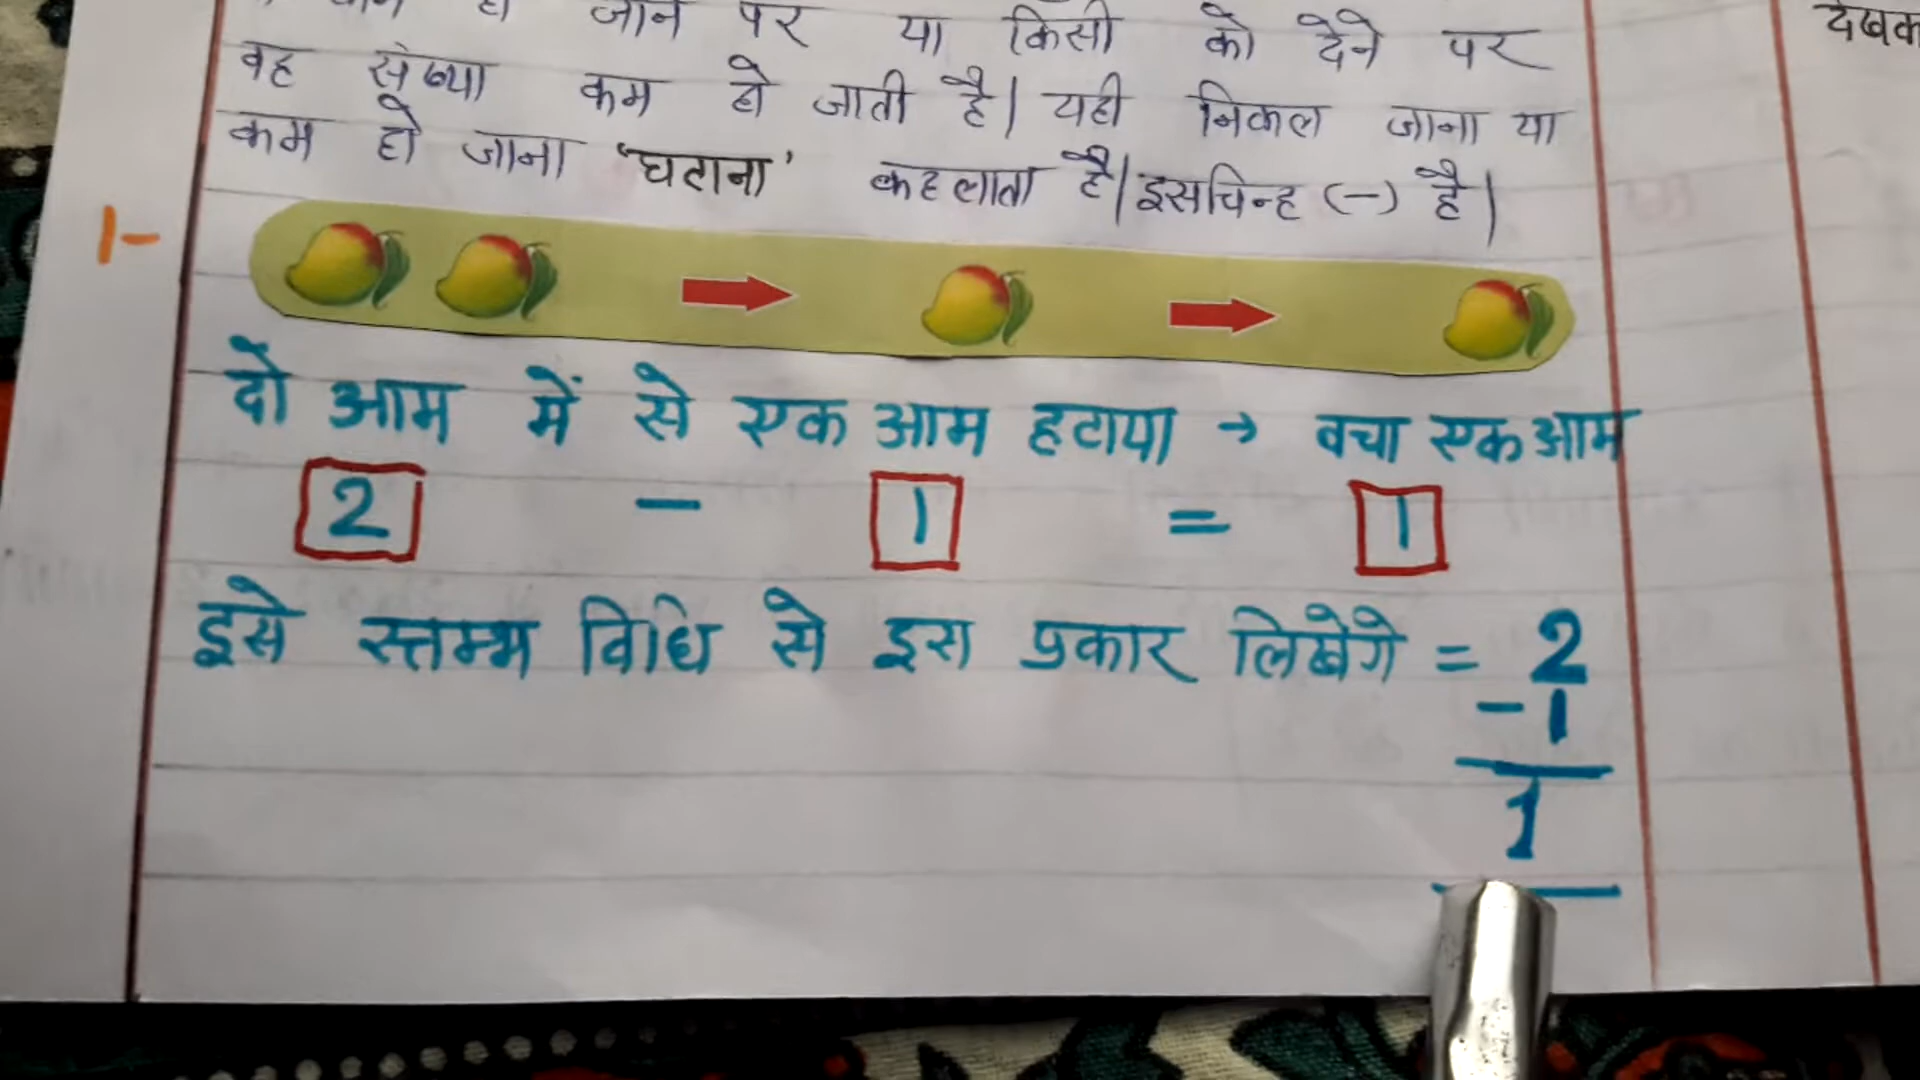 हो जाने पर या किसी को देने पर
वह संख्या कम हो जाती है। यही निकल जाना या
कम हो जाना 'घटाना' कहलाता है। इसचिन्ह (-) है।
1-
दो आम में से एक आम हटाया → वचा एक आम
2 - 1 = 1
इसे स्तम्भ विधि से इस प्रकार लिखेगे = 2
-1
1